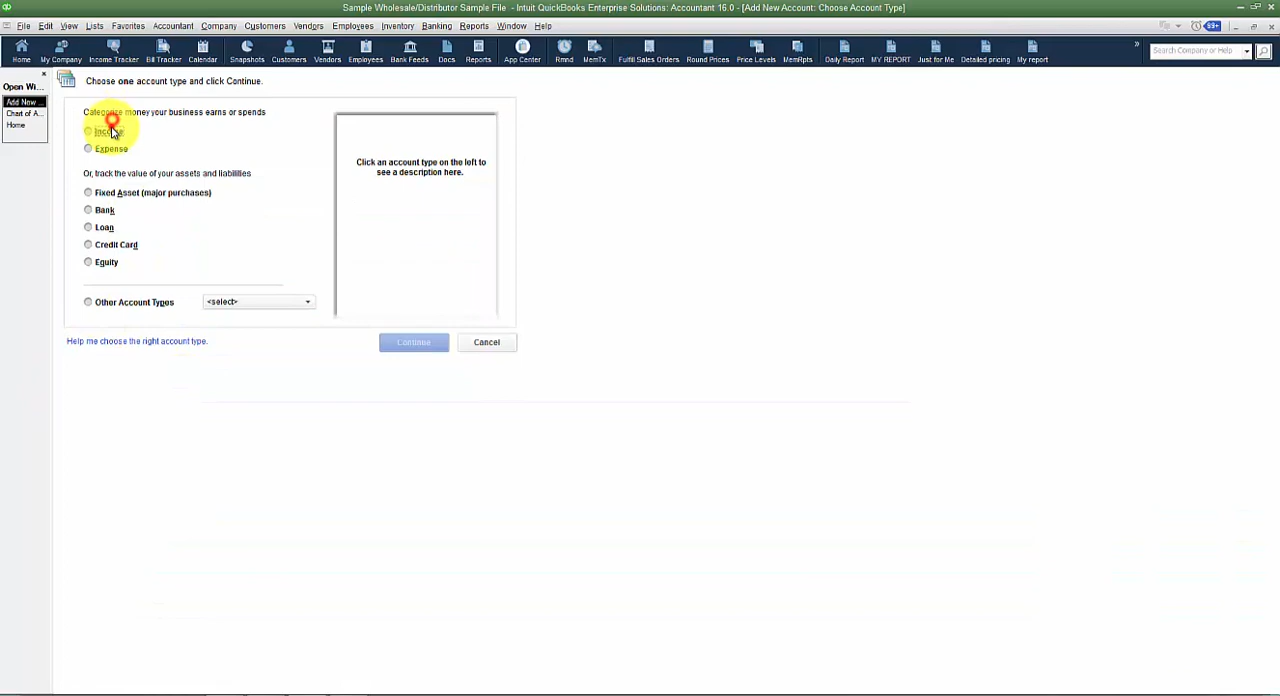 Sample Wholesale/Distributor Sample File - Intuit QuickBooks Enterprise Solutions: Accountant 16.0 - [Add New Account: Choose Account Type]
File Edit View Lists Favorites Accountant Company Customers Vendors Employees Inventory Banking Reports Window Help 99+
Home My Company Income Tracker Bill Tracker Calendar Snapshots Customers Vendors Employees Bank Feeds Docs Reports App Center Rmnd MemTx Fulfill Sales Orders Round Prices Price Levels MemRpts Daily Report MY REPORT Just for Me Detailed pricing My report » Search Company or Help
Open Wi...
Add New ...
Chart of A...
Home
Choose one account type and click Continue.
Categorize money your business earns or spends
Income
Expense
Or, track the value of your assets and liabilities
Fixed Asset (major purchases)
Bank
Loan
Credit Card
Equity
Other Account Types <select>
Click an account type on the left to
see a description here.
Help me choose the right account type.
Continue Cancel